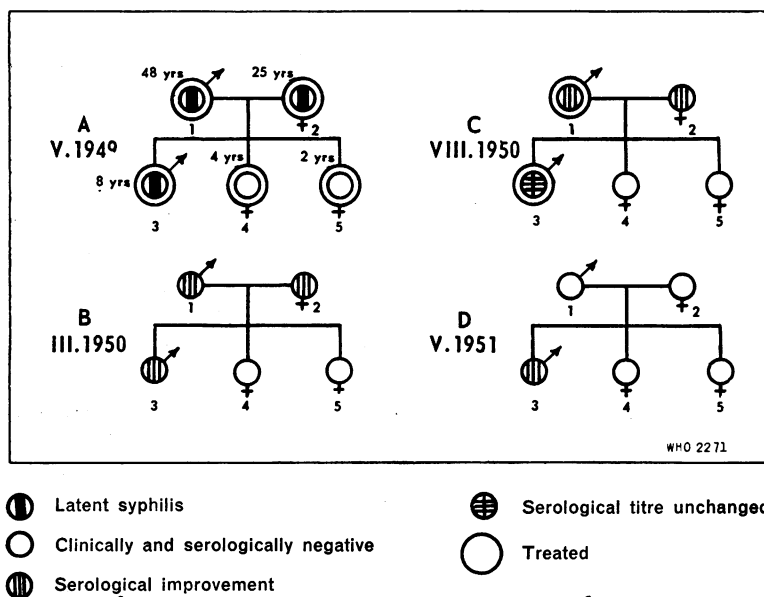 48 yrs
25 yrs
A
V.1949
1
2
8 yrs
4 yrs
2 yrs
3
4
5
C
VIII.1950
1
2
3
4
5
B
III.1950
1
2
3
4
5
D
V.1951
1
2
3
4
5
WHO 2271
Latent syphilis
Clinically and serologically negative
Serological improvement
Serological titre unchanged
Treated